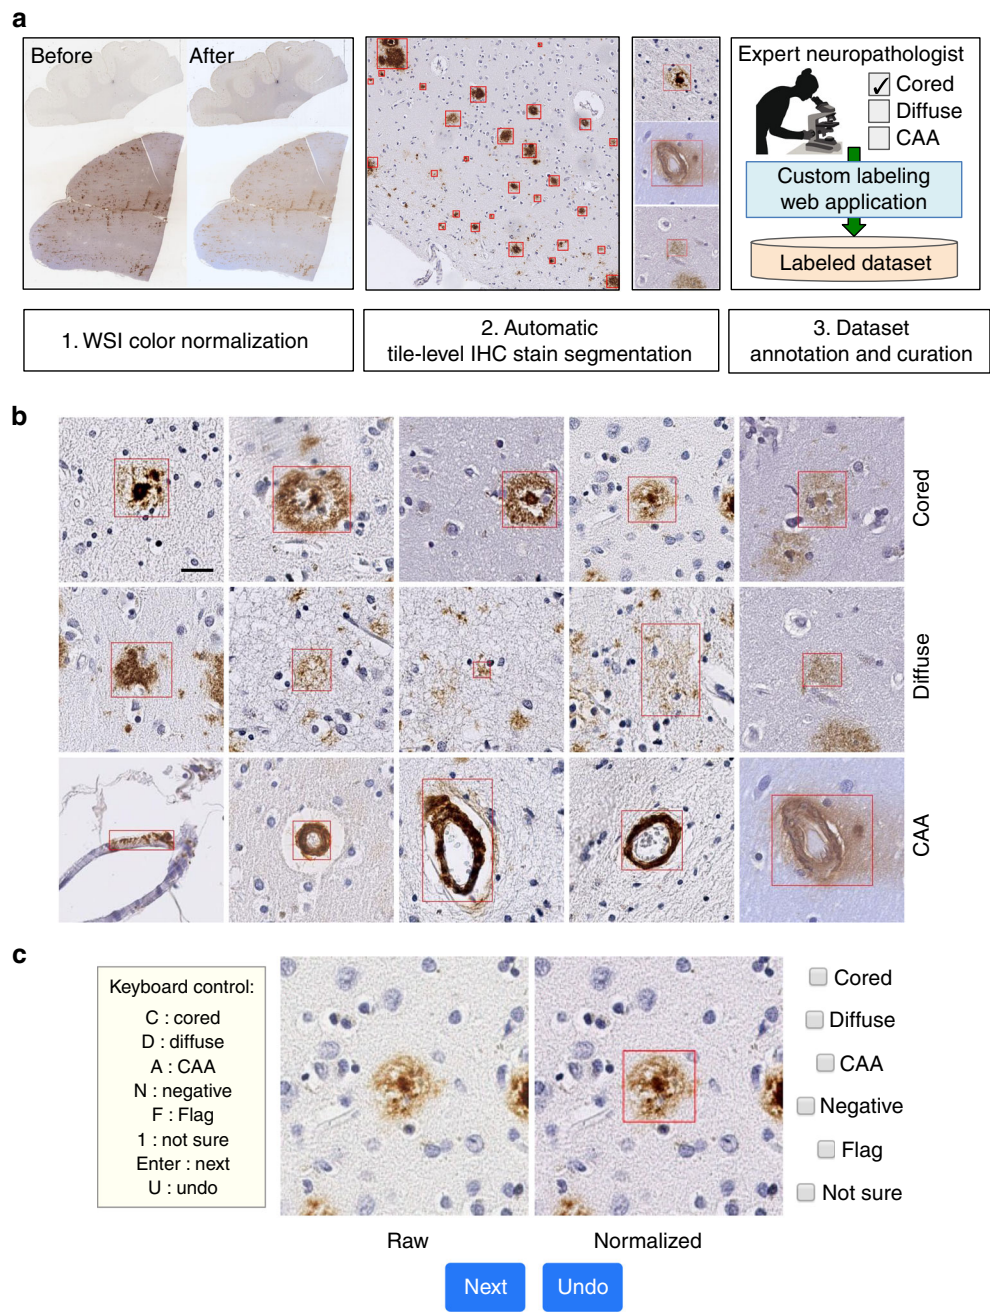 a
Before
After
Expert neuropathologist
Cored
Diffuse
CAA
Custom labeling
web application
Labeled dataset
1. WSI color normalization
2. Automatic
tile-level IHC stain segmentation
3. Dataset
annotation and curation
b
Cored
Diffuse
CAA
c
Keyboard control:
C : cored
D : diffuse
A : CAA
N : negative
F : Flag
1 : not sure
Enter : next
U : undo
Cored
Diffuse
CAA
Negative
Flag
Not sure
Raw
Normalized
Next
Undo